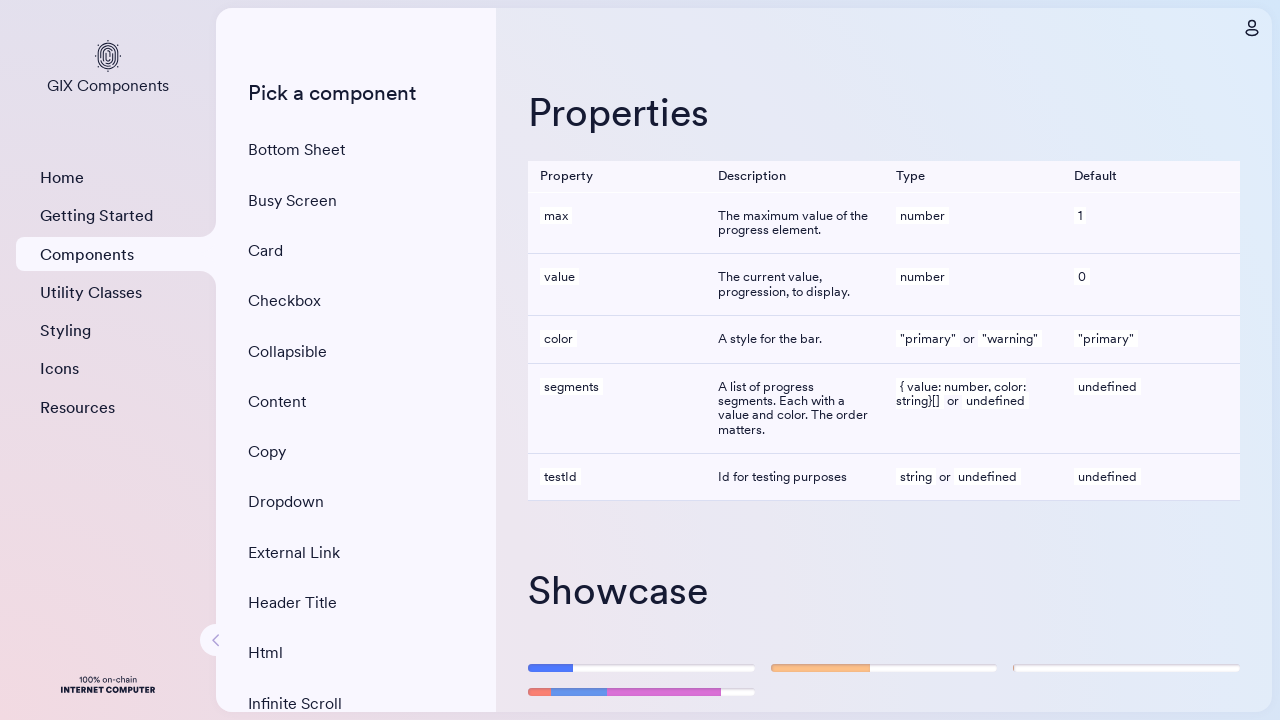 GIX Components
Home
Getting Started
Components
Utility Classes
Styling
Icons
Resources
100% on-chain
INTERNET COMPUTER
Pick a component
Bottom Sheet
Busy Screen
Card
Checkbox
Collapsible
Content
Copy
Dropdown
External Link
Header Title
Html
Infinite Scroll
Properties
Property Description Type Default
max The maximum value of the number 1
progress element.
value The current value, number 0
progression, to display.
color A style for the bar. "primary" or "warning" "primary"
segments A list of progress { value: number, color: undefined
segments. Each with a string}[] or undefined
value and color. The order
matters.
testId Id for testing purposes string or undefined undefined
Showcase